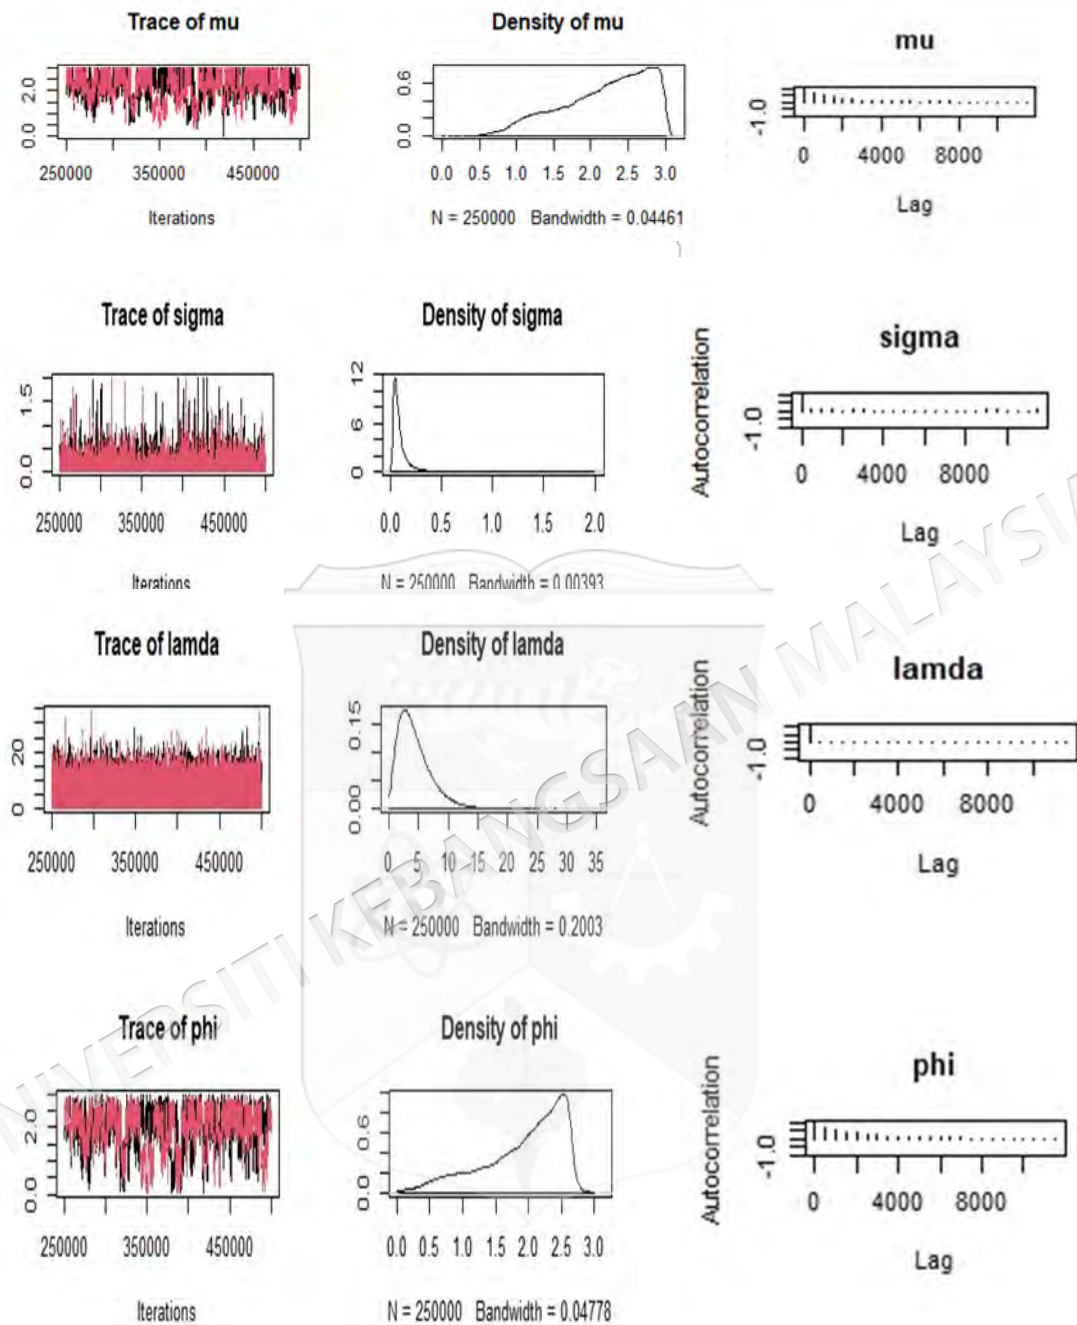 Trace of mu
Density of mu
mu
0.0 2.0
250000 350000 450000
Iterations
0.0 0.6
0.0 0.5 1.0 1.5 2.0 2.5 3.0
N = 250000 Bandwidth = 0.04461
-1.0
0 4000 8000
Lag
Trace of sigma
Density of sigma
sigma
0.0 1.5
250000 350000 450000
Iterations
0 6 12
0.0 0.5 1.0 1.5 2.0
N = 250000 Bandwidth = 0.00393
Autocorrelation
-1.0
0 4000 8000
Lag
Trace of lamda
Density of lamda
lamda
0 20
250000 350000 450000
Iterations
0.00 0.15
0 5 10 15 20 25 30 35
N = 250000 Bandwidth = 0.2003
Autocorrelation
-1.0
0 4000 8000
Lag
Trace of phi
Density of phi
phi
0.0 2.0
250000 350000 450000
Iterations
0.0 0.6
0.0 0.5 1.0 1.5 2.0 2.5 3.0
N = 250000 Bandwidth = 0.04778
Autocorrelation
-1.0
0 4000 8000
Lag
UNIVERSITI KEBANGSAAN MALAYSIA